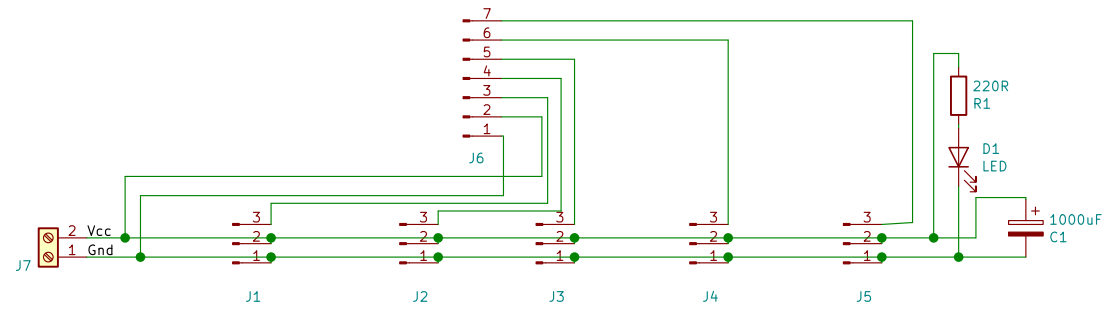 7
6
5
4
3
2
1
J6
220R
R1
D1
LED
3 3 3 3 3
+
1000uF
C1
2 Vcc 2 2 2 2 2
1 Gnd 1 1 1 1 1
J7
J1 J2 J3 J4 J5